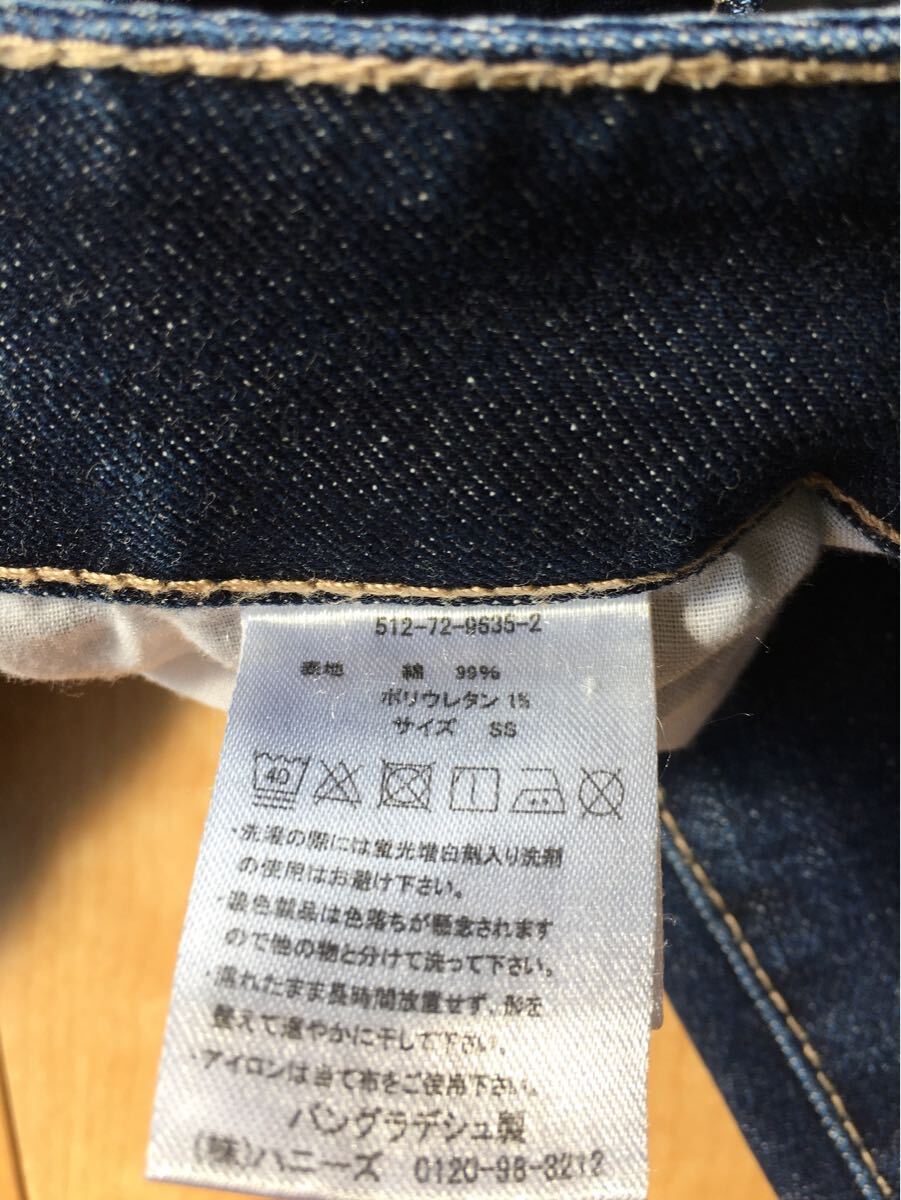 512-72-9635-2
表地 綿 99%
ポリウレタン 1%
サイズ SS
40
・洗濯の際には蛍光増白剤入り洗剤
の使用はお避け下さい。
・濃色製品は色落ちが懸念されます
ので他の物と分けて洗って下さい。
・濡れたまま長時間放置せず、形を
整えて速やかに干して下さい。
・アイロンは当て布をご使用下さい。
バングラデシュ製
(株)ハニーズ 0120-98-3212